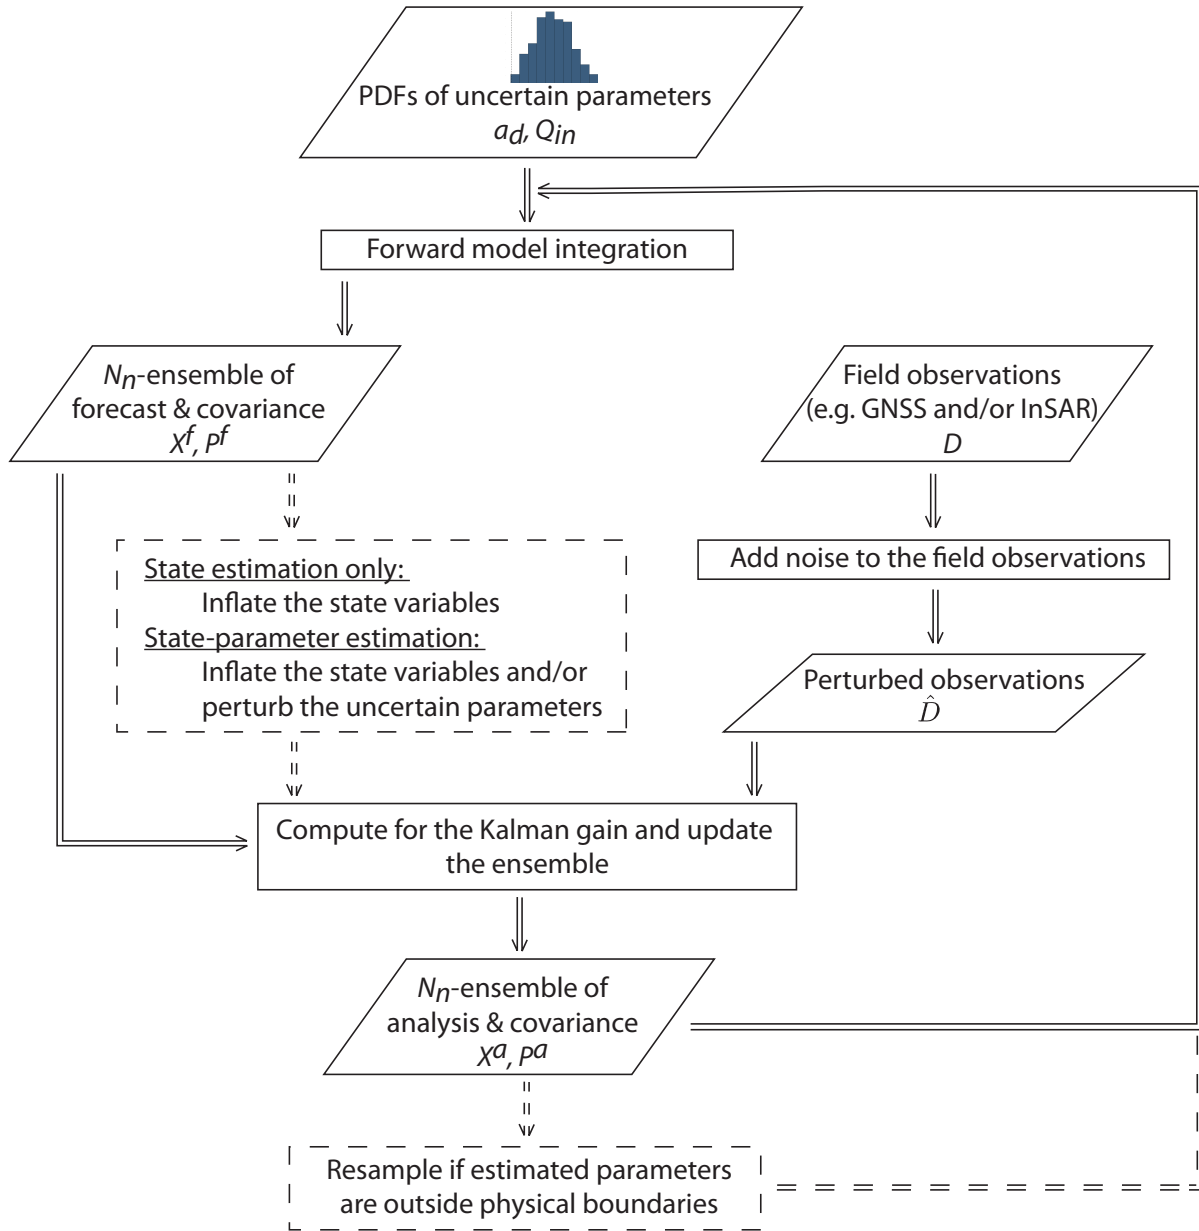 PDFs of uncertain parameters
a_d, Q_in
Forward model integration
N_n-ensemble of
forecast & covariance
X^f, P^f
Field observations
(e.g. GNSS and/or InSAR)
D
Add noise to the field observations
State estimation only:
Inflate the state variables
State-parameter estimation:
Inflate the state variables and/or
perturb the uncertain parameters
Perturbed observations
D̂
Compute for the Kalman gain and update
the ensemble
N_n-ensemble of
analysis & covariance
X^a, P^a
Resample if estimated parameters
are outside physical boundaries